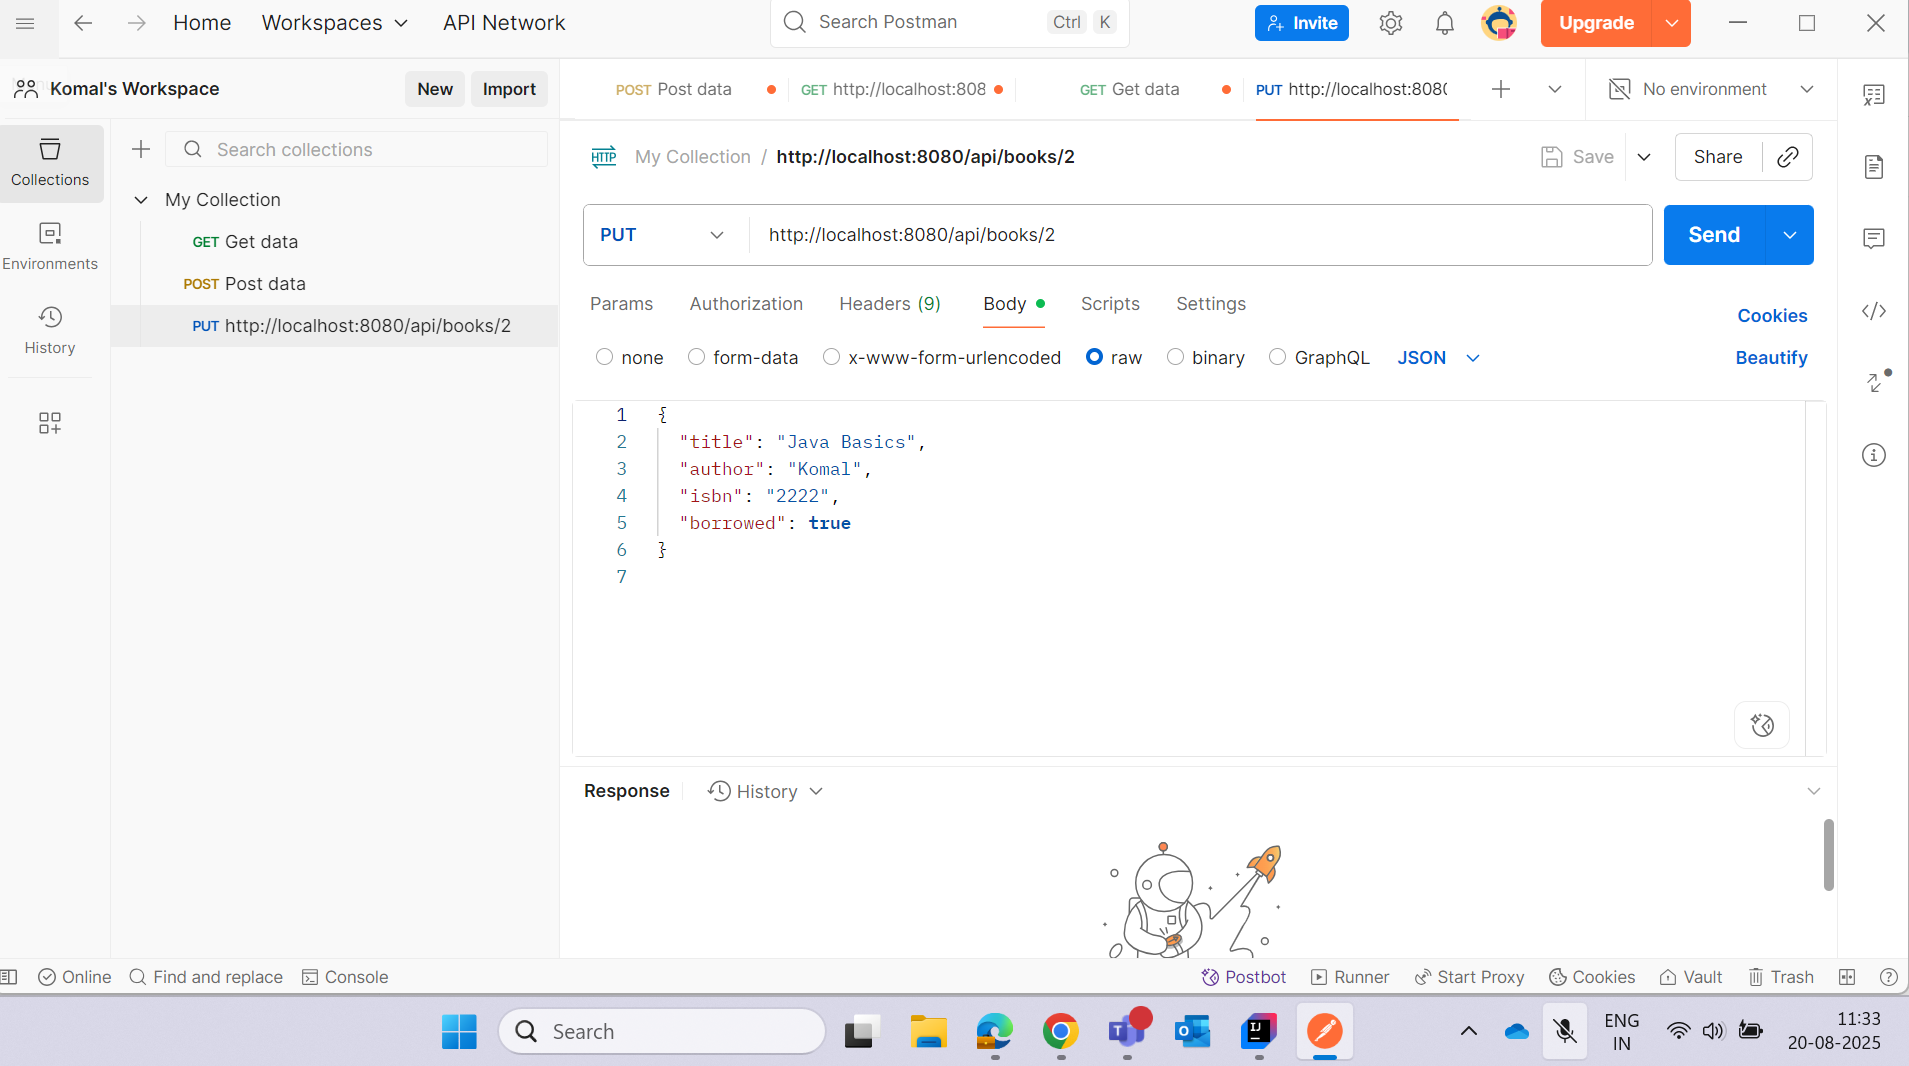 Home Workspaces API Network
Search Postman Ctrl K
Invite
Upgrade
Komal's Workspace
New Import
POST Post data
GET http://localhost:808
GET Get data
PUT http://localhost:8080
No environment
Collections
Environments
History
Search collections
My Collection
GET Get data
POST Post data
PUT http://localhost:8080/api/books/2
HTTP My Collection / http://localhost:8080/api/books/2
Save
Share
PUT http://localhost:8080/api/books/2
Send
Params Authorization Headers (9) Body Scripts Settings
Cookies
none form-data x-www-form-urlencoded raw binary GraphQL JSON
Beautify
1 {
2 "title": "Java Basics",
3 "author": "Komal",
4 "isbn": "2222",
5 "borrowed": true
6 }
7
Response History
Online Find and replace Console
Postbot Runner Start Proxy Cookies Vault Trash
Search
ENG
IN
11:33
20-08-2025